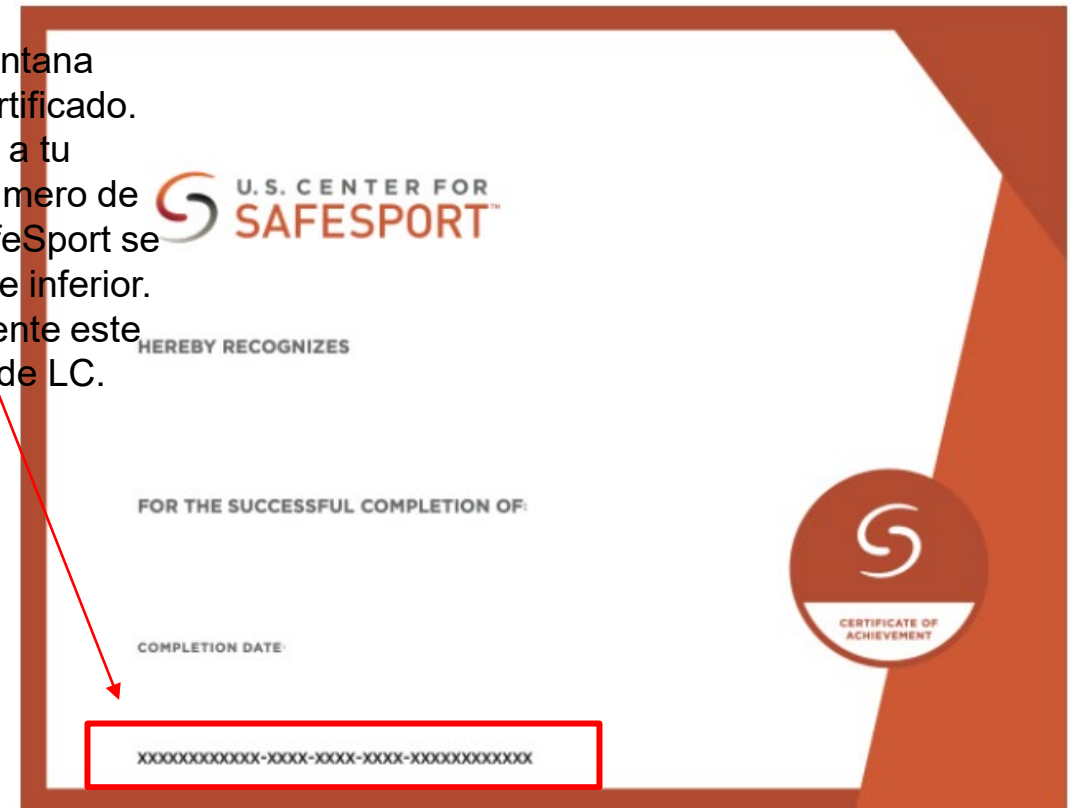 ntana
rtificado.
a tu
mero de
feSport se
e inferior.
ente este
de LC.
U.S. CENTER FOR
SAFESPORT™
HEREBY RECOGNIZES
FOR THE SUCCESSFUL COMPLETION OF:
COMPLETION DATE:
XXXXXXXXXXXX-XXXX-XXXX-XXXX-XXXXXXXXXXXX
CERTIFICATE OF
ACHIEVEMENT